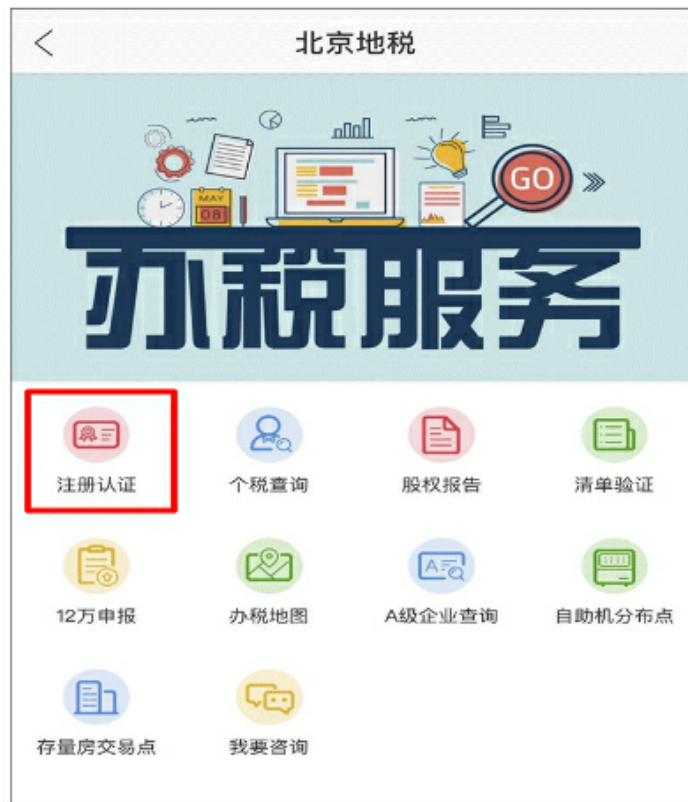 北京地税
GO
MAY
08
办税服务
注册认证
个税查询
股权报告
清单验证
12万申报
办税地图
A级企业查询
自助机分布点
存量房交易点
我要咨询